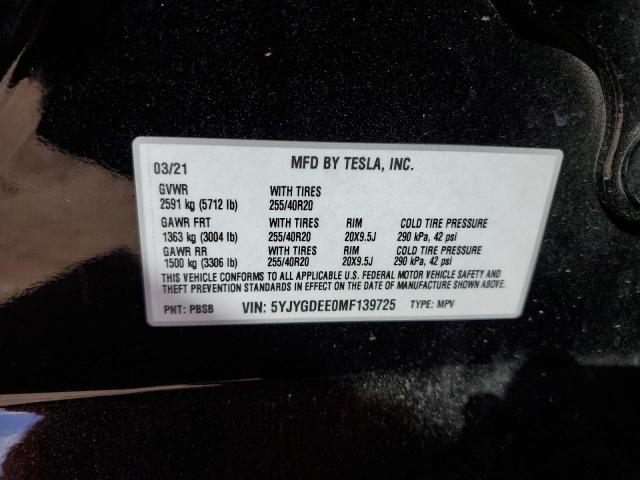 03/21 MFD BY TESLA, INC.
GVWR WITH TIRES
2591 kg (5712 lb) 255/40R20
GAWR FRT WITH TIRES RIM COLD TIRE PRESSURE
1363 kg (3004 lb) 255/40R20 20X9.5J 290 kPa, 42 psi
GAWR RR WITH TIRES RIM COLD TIRE PRESSURE
1500 kg (3306 lb) 255/40R20 20X9.5J 290 kPa, 42 psi
THIS VEHICLE CONFORMS TO ALL APPLICABLE U.S. FEDERAL MOTOR VEHICLE SAFETY AND
THEFT PREVENTION STANDARDS IN EFFECT ON THE DATE OF MANUFACTURE SHOWN ABOVE.
PNT: PBSB VIN: 5YJYGDEE0MF139725 TYPE: MPV